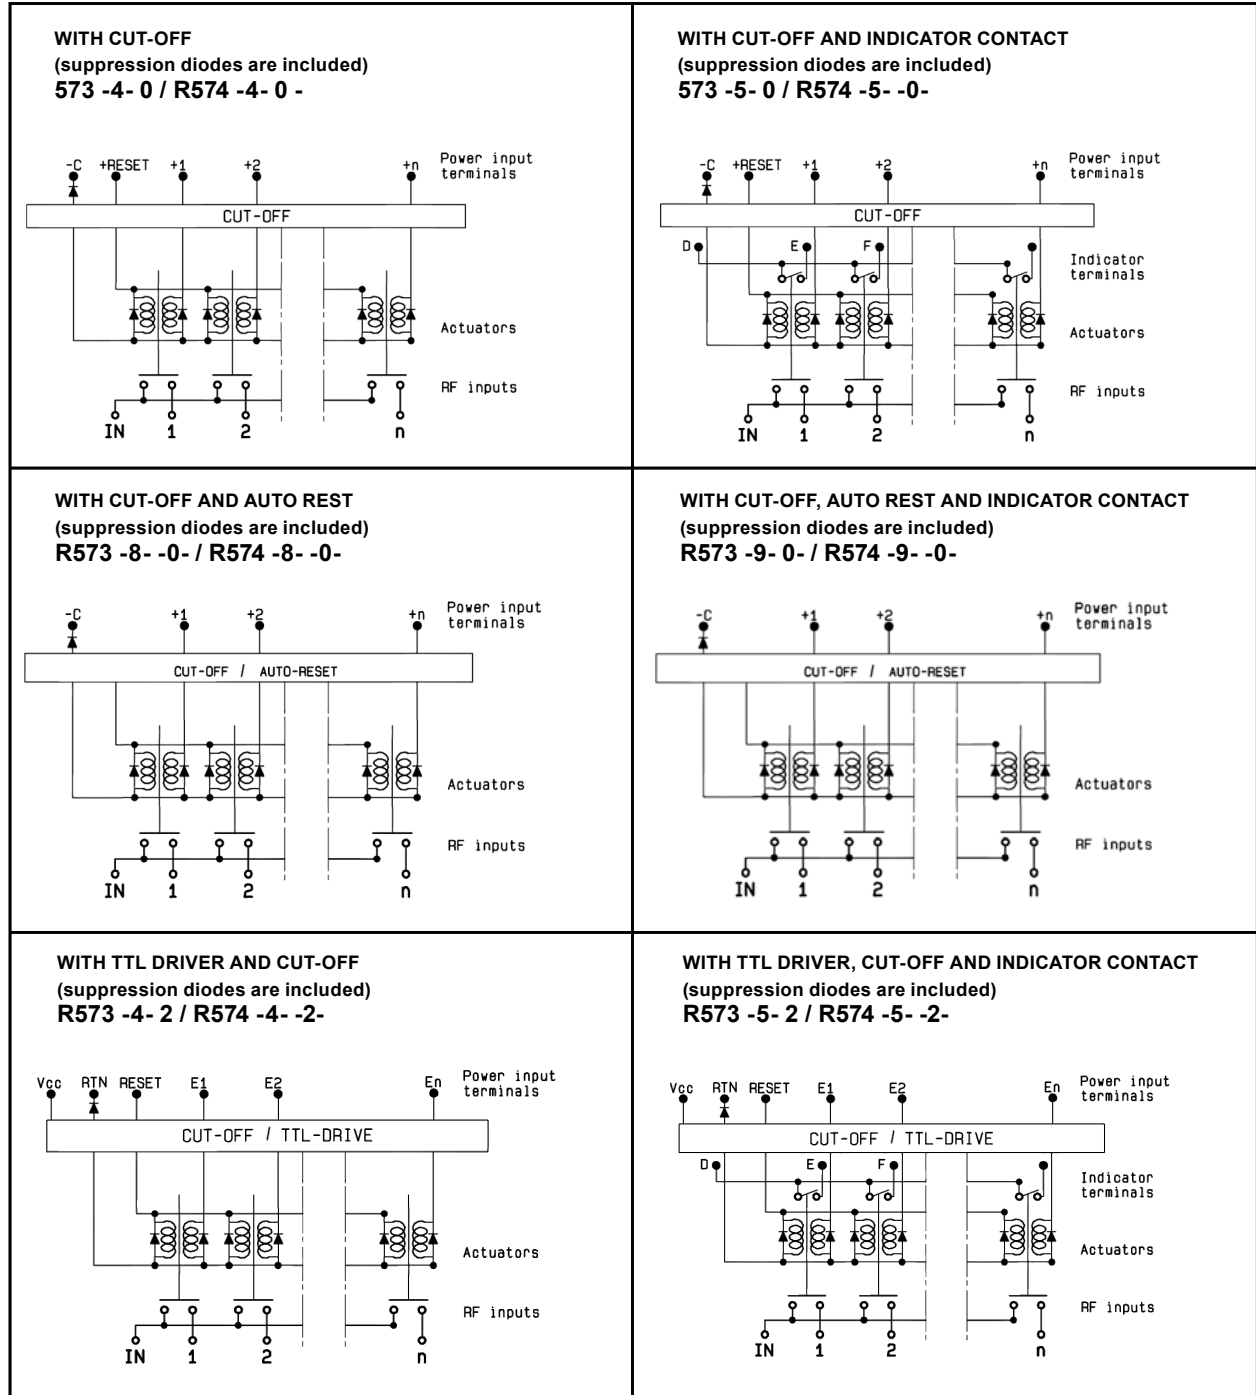 WITH CUT-OFF
(suppression diodes are included)
573 -4- 0 / R574 -4- 0 -
-C +RESET +1 +2 +n
Power input
terminals
CUT-OFF
Actuators
RF inputs
IN 1 2 n
WITH CUT-OFF AND INDICATOR CONTACT
(suppression diodes are included)
573 -5- 0 / R574 -5- -0-
-C +RESET +1 +2 +n
Power input
terminals
CUT-OFF
D E F
Indicator
terminals
Actuators
RF inputs
IN 1 2 n
WITH CUT-OFF AND AUTO REST
(suppression diodes are included)
R573 -8- -0- / R574 -8- -0-
-C +1 +2 +n
Power input
terminals
CUT-OFF / AUTO-RESET
Actuators
RF inputs
IN 1 2 n
WITH CUT-OFF, AUTO REST AND INDICATOR CONTACT
(suppression diodes are included)
R573 -9- 0- / R574 -9- -0-
-C +1 +2 +n
Power input
terminals
CUT-OFF / AUTO-RESET
Actuators
RF inputs
IN 1 2 n
WITH TTL DRIVER AND CUT-OFF
(suppression diodes are included)
R573 -4- 2 / R574 -4- -2-
Vcc RTN RESET E1 E2 En
Power input
terminals
CUT-OFF / TTL-DRIVE
Actuators
RF inputs
IN 1 2 n
WITH TTL DRIVER, CUT-OFF AND INDICATOR CONTACT
(suppression diodes are included)
R573 -5- 2 / R574 -5- -2-
Vcc RTN RESET E1 E2 En
Power input
terminals
CUT-OFF / TTL-DRIVE
D E F
Indicator
terminals
Actuators
RF inputs
IN 1 2 n